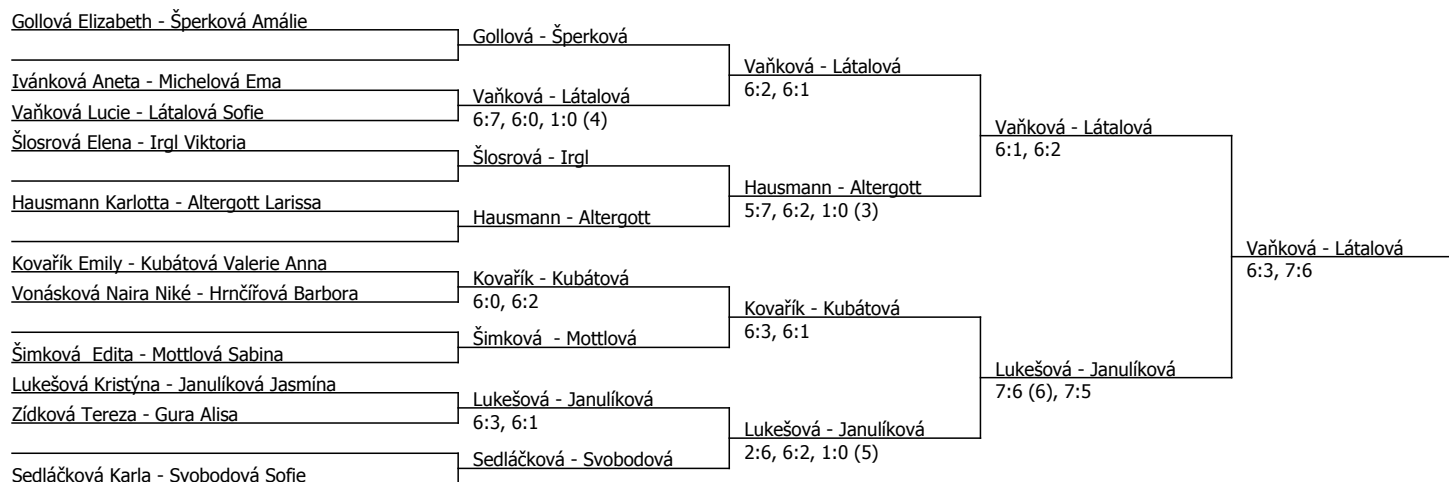 Gollová Elizabeth - Šperková Amálie
Gollová - Šperková
Vaňková - Látalová
6:2, 6:1
Ivánková Aneta - Michelová Ema
Vaňková Lucie - Látalová Sofie
Vaňková - Látalová
6:7, 6:0, 1:0 (4)
Vaňková - Látalová
6:1, 6:2
Šlosrová Elena - Irgl Viktoria
Šlosrová - Irgl
Hausmann - Altergott
5:7, 6:2, 1:0 (3)
Hausmann Karlotta - Altergott Larissa
Hausmann - Altergott
Vaňková - Látalová
6:3, 7:6
Kovařík Emily - Kubátová Valerie Anna
Vonásková Naira Niké - Hrnčířová Barbora
Kovařík - Kubátová
6:0, 6:2
Kovařík - Kubátová
6:3, 6:1
Šimková  - Mottlová
Šimková  Edita - Mottlová Sabina
Lukešová - Janulíková
7:6 (6), 7:5
Lukešová Kristýna - Janulíková Jasmína
Zídková Tereza - Gura Alisa
Lukešová - Janulíková
6:3, 6:1
Lukešová - Janulíková
2:6, 6:2, 1:0 (5)
Sedláčková - Svobodová
Sedláčková Karla - Svobodová Sofie